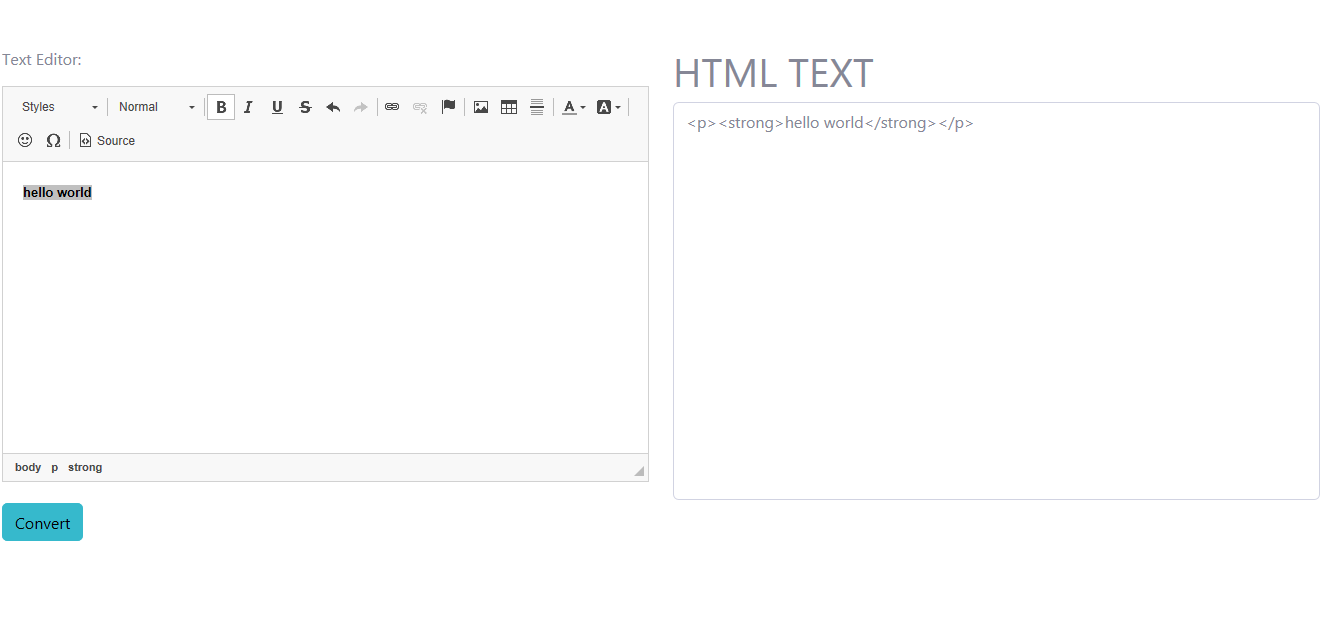 Text Editor:
Styles Normal B I U S A A
Ω Source
hello world
body p strong
Convert
HTML TEXT
<p><strong>hello world</strong></p>